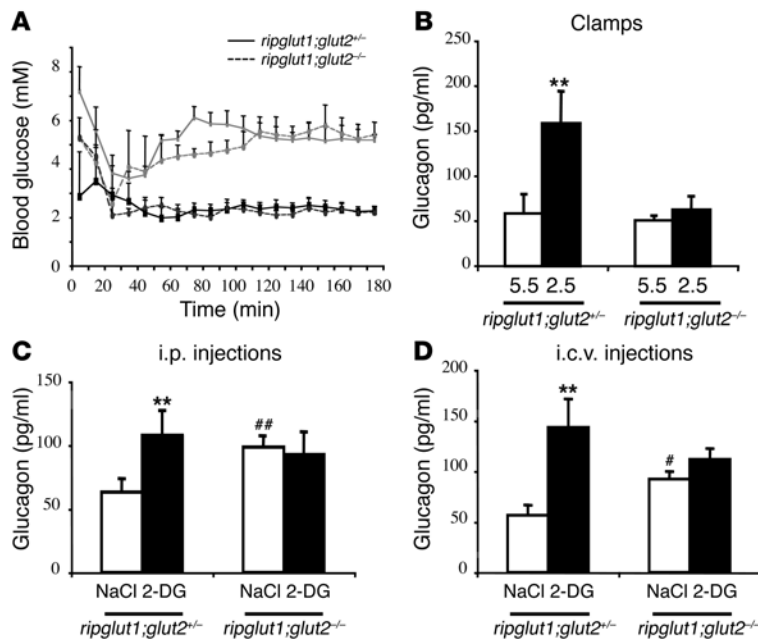 A
ripglut1;glut2+/–
ripglut1;glut2–/–
Blood glucose (mM)
8
6
4
2
0
0 20 40 60 80 100 120 140 160 180
Time (min)
B
Clamps
Glucagon (pg/ml)
250
200
150
100
50
0
**
5.5 2.5 5.5 2.5
ripglut1;glut2+/– ripglut1;glut2–/–
C
i.p. injections
Glucagon (pg/ml)
150
100
50
0
**
##
NaCl 2-DG NaCl 2-DG
ripglut1;glut2+/– ripglut1;glut2–/–
D
i.c.v. injections
Glucagon (pg/ml)
200
150
100
50
0
**
#
NaCl 2-DG NaCl 2-DG
ripglut1;glut2+/– ripglut1;glut2–/–